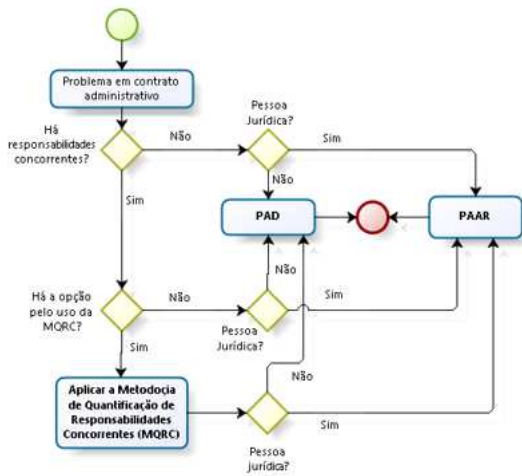 Problema em contrato
administrativo
Pessoa
Jurídica?
Há
responsabilidades
concorrentes?
Não
Sim
Sim
Não
PAD
PAAR
Há a opção
pelo uso da
MQRC?
Não
Não
Sim
Pessoa
Jurídica?
Sim
Não
Aplicar a Metodocia
de Quantificação de
Responsabilidades
Concorrentes (MQRC)
Sim
Pessoa
jurídica?